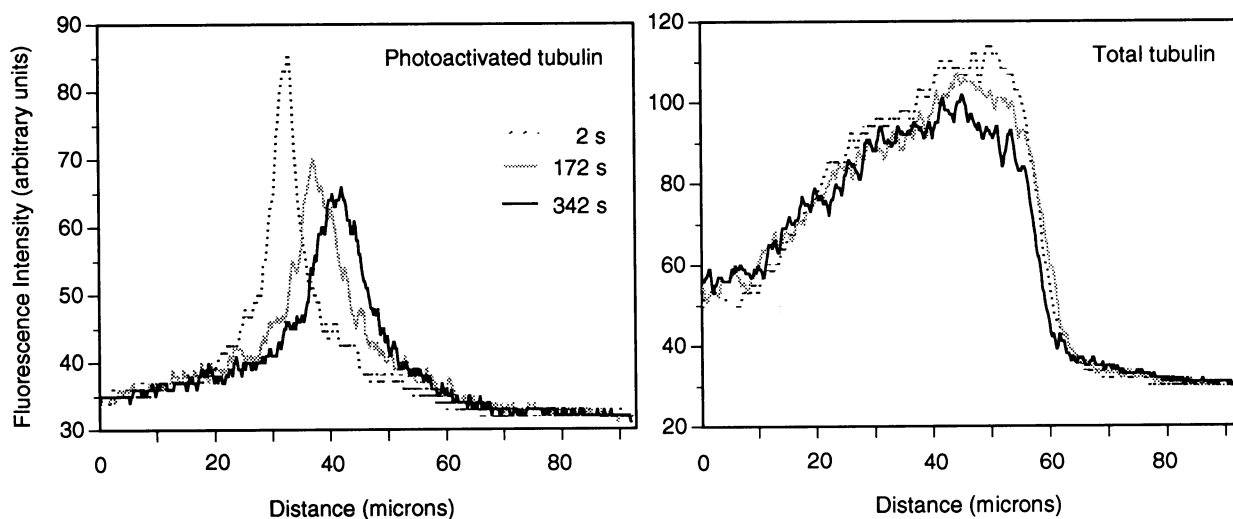 Fluorescence Intensity (arbitrary units)
90
80
70
60
50
40
30
Photoactivated tubulin
2 s
172 s
342 s
0
20
40
60
80
Distance (microns)
120
100
80
60
40
20
Total tubulin
0
20
40
60
80
Distance (microns)